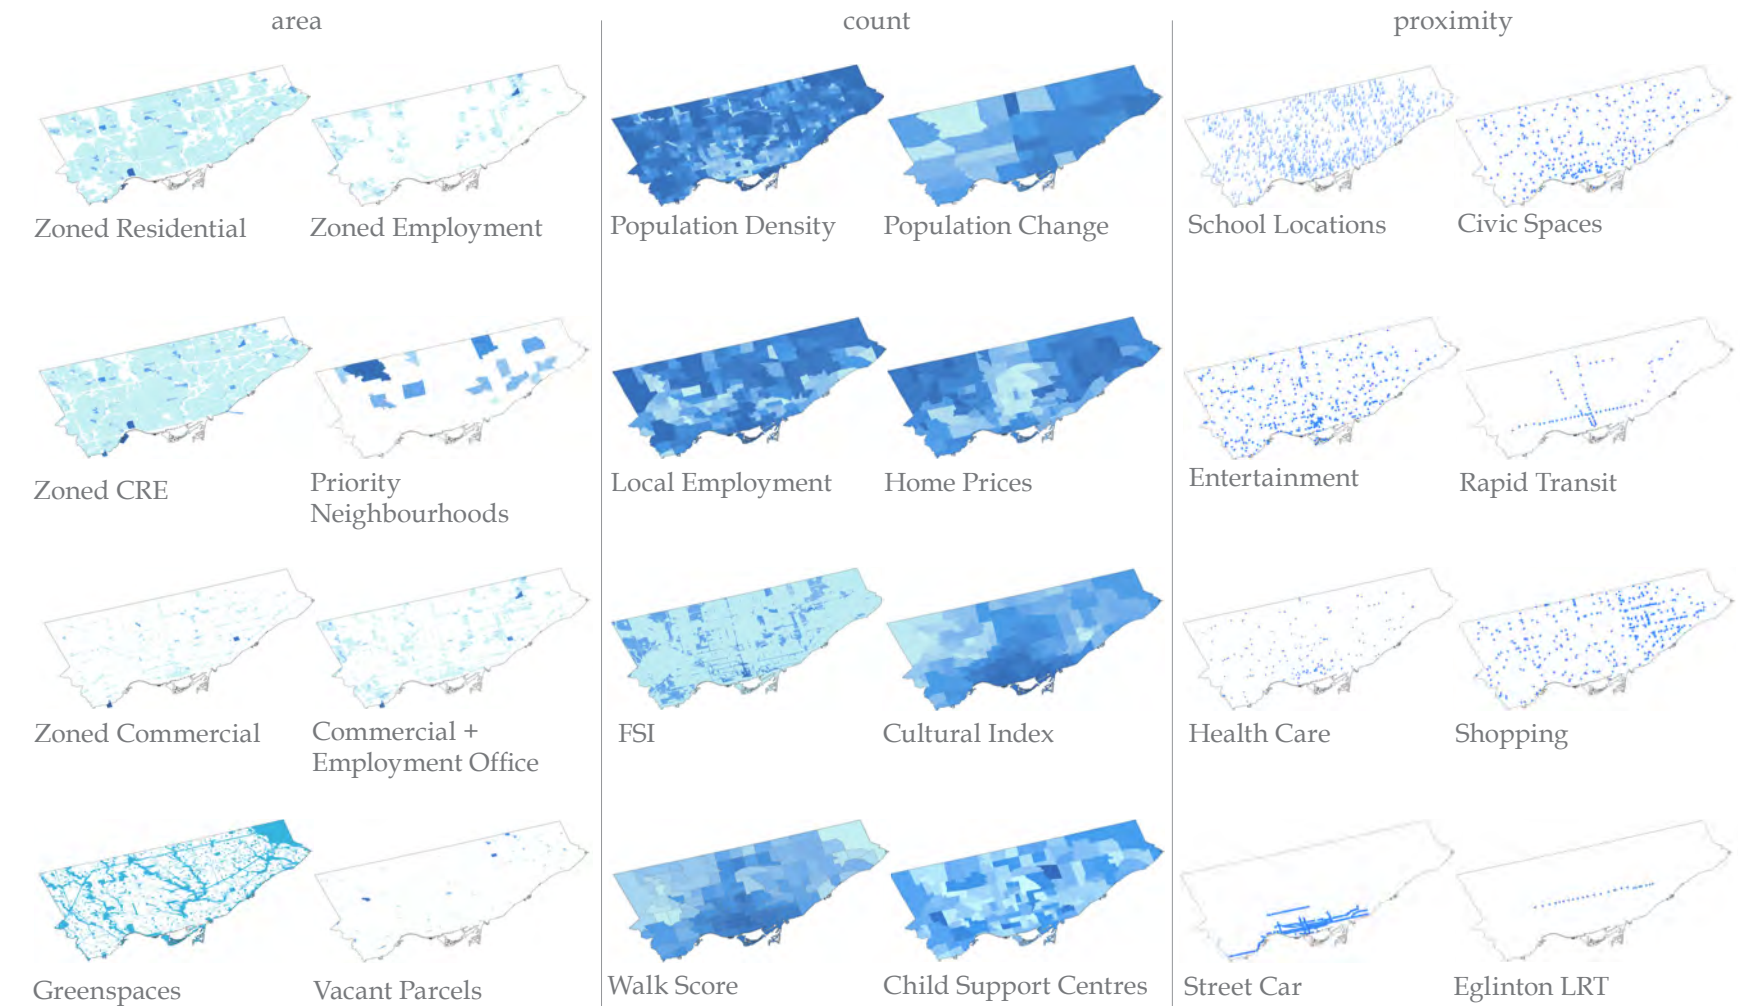 area
count
proximity
Zoned Residential
Zoned Employment
Population Density
Population Change
School Locations
Civic Spaces
Zoned CRE
Priority
Neighbourhoods
Local Employment
Home Prices
Entertainment
Rapid Transit
Zoned Commercial
Commercial +
Employment Office
FSI
Cultural Index
Health Care
Shopping
Greenspaces
Vacant Parcels
Walk Score
Child Support Centres
Street Car
Eglinton LRT